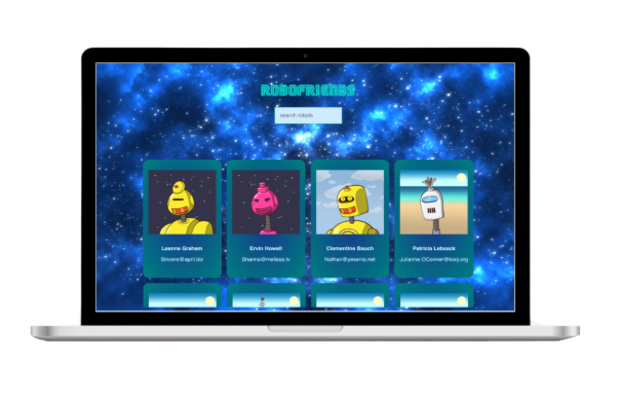 ROBOFRIENDS
search robots
Leanne Graham
Sincere@april.biz
Ervin Howell
Shanna@melissa.tv
Clementine Bauch
Nathan@yesenia.net
Patricia Lebsack
Julianne.OConner@kory.org